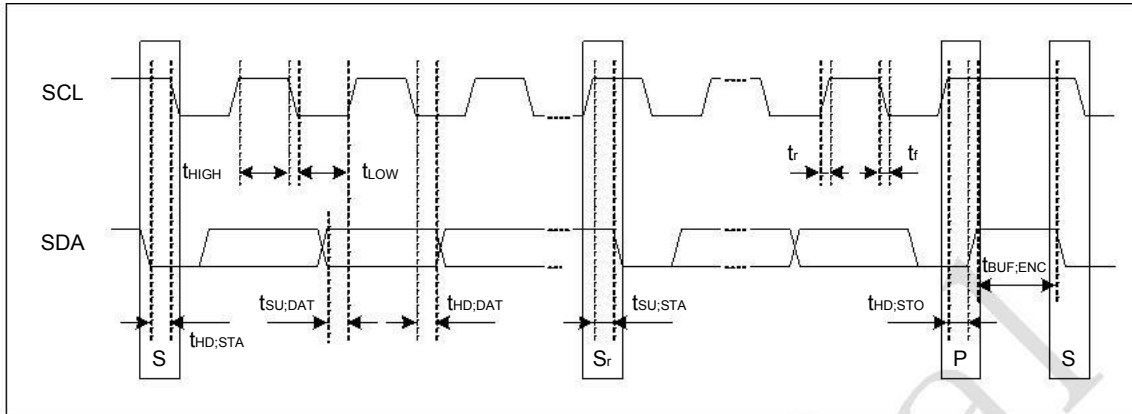 SCL
tHIGH
tLOW
tr
tf
SDA
tBUF;ENC
tSU;DAT
tHD;DAT
tSU;STA
tHD;STO
tHD;STA
S
Sr
P
S